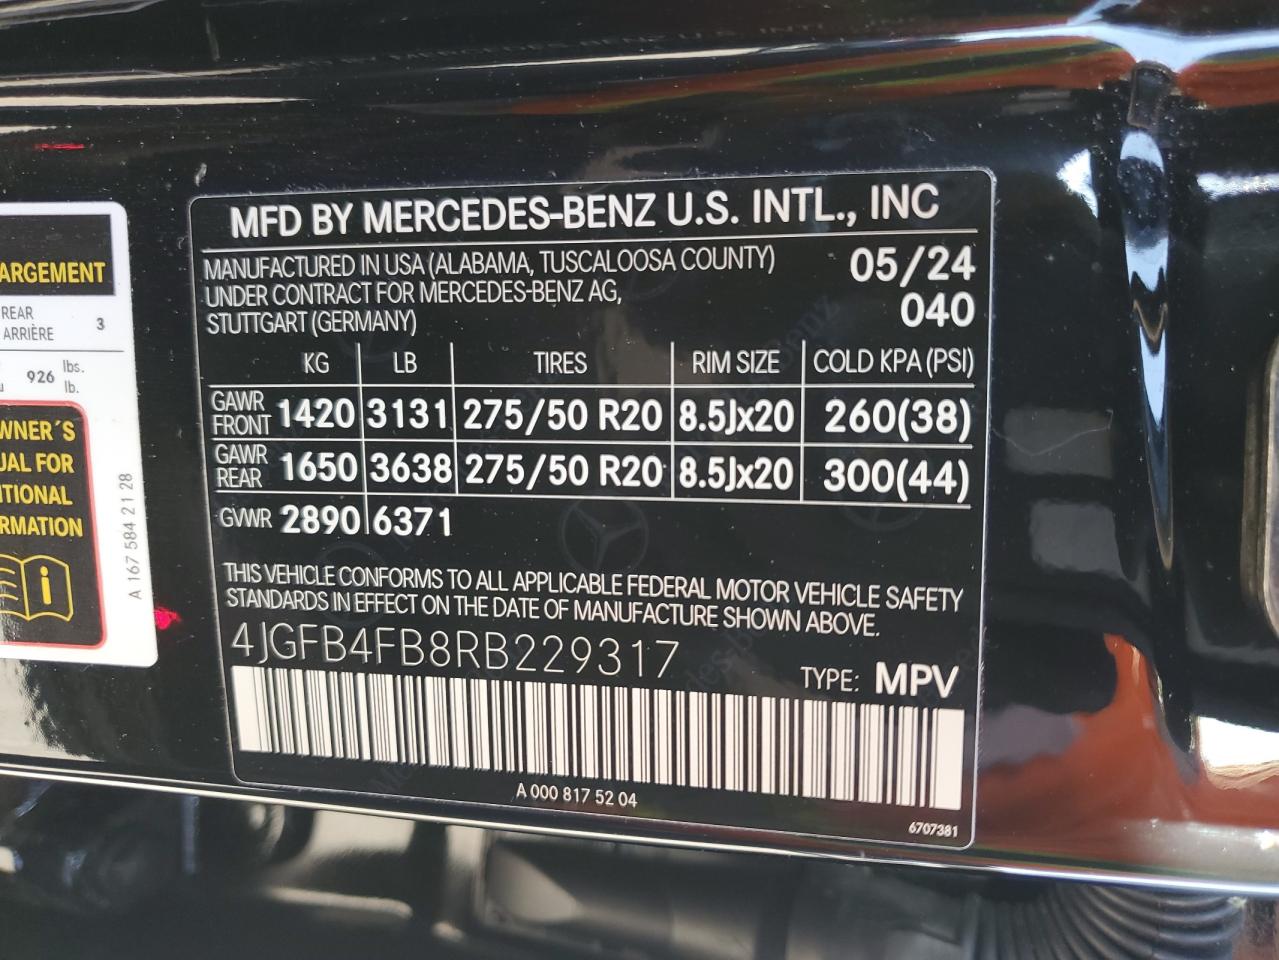 ARGEMENT
REAR
ARRIÈRE 3
926 lbs.
lb.
WNER´S
UAL FOR
ITIONAL
RMATION
A 167 584 21 28
MFD BY MERCEDES-BENZ U.S. INTL., INC
MANUFACTURED IN USA (ALABAMA, TUSCALOOSA COUNTY) 05/24
UNDER CONTRACT FOR MERCEDES-BENZ AG, 040
STUTTGART (GERMANY)
KG LB TIRES RIM SIZE COLD KPA (PSI)
GAWR FRONT 1420 3131 275/50 R20 8.5Jx20 260(38)
GAWR REAR 1650 3638 275/50 R20 8.5Jx20 300(44)
GVWR 2890 6371
THIS VEHICLE CONFORMS TO ALL APPLICABLE FEDERAL MOTOR VEHICLE SAFETY
STANDARDS IN EFFECT ON THE DATE OF MANUFACTURE SHOWN ABOVE.
4JGFB4FB8RB229317
TYPE: MPV
A 000 817 52 04
6707381